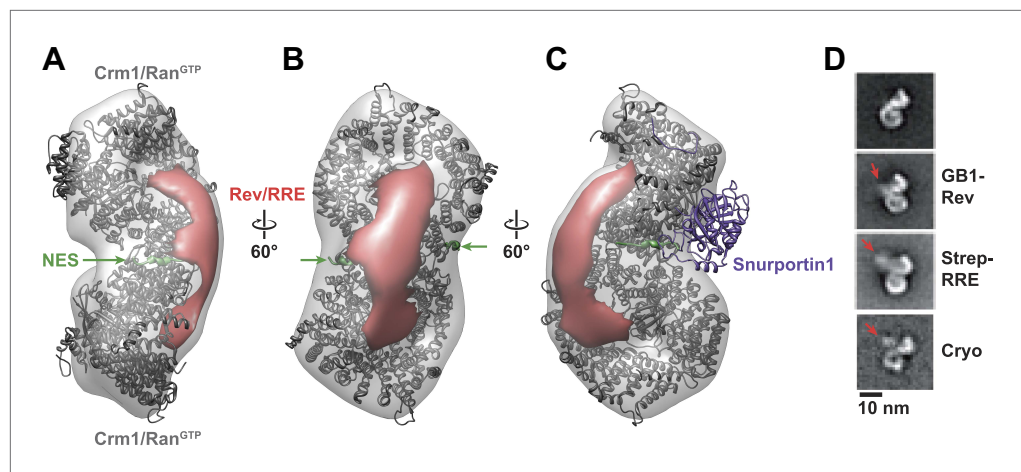 A
B
C
D
Crm1/Ran^GTP
Rev/RRE
60°
60°
NES
Snurportin1
Crm1/Ran^GTP
GB1-
Rev
Strep-
RRE
Cryo
10 nm